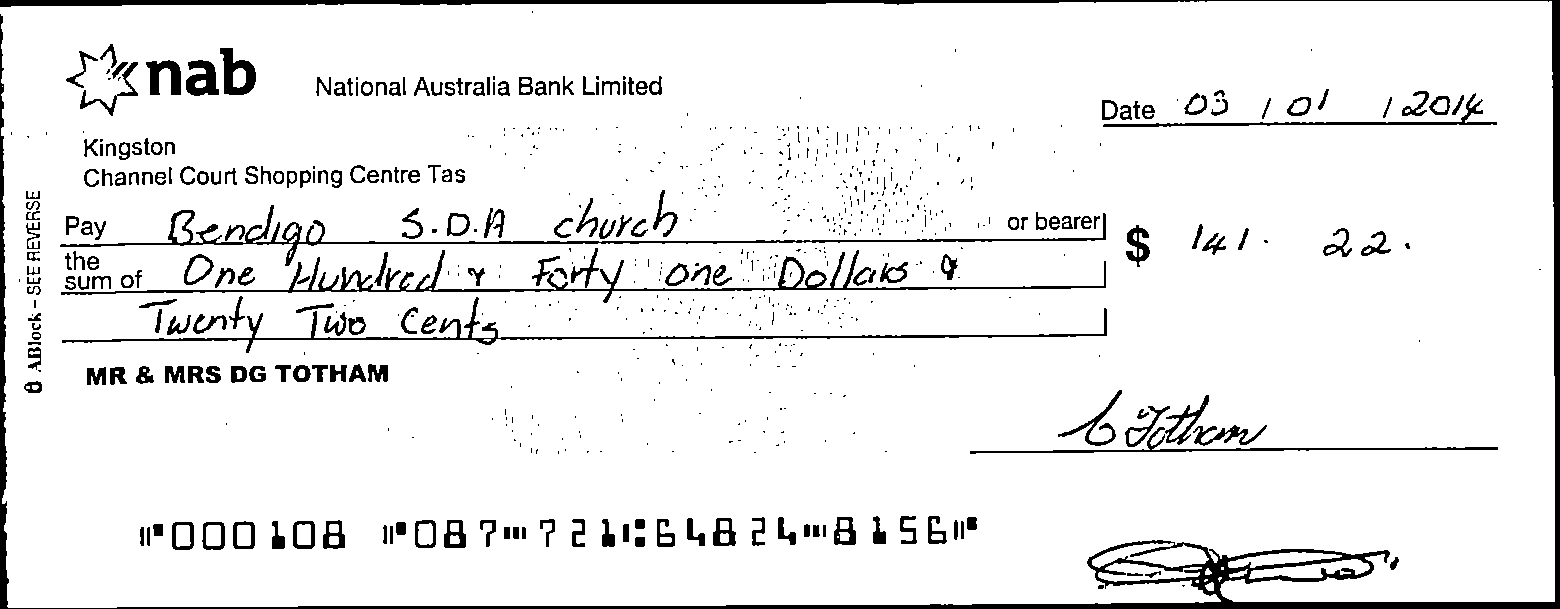 nab National Australia Bank Limited
Date 03 / 01 / 2014
Kingston
Channel Court Shopping Centre Tas
Pay Bendigo S.D.A church or bearer
$ 141. 22.
the sum of One Hundred & Forty one Dollars &
Twenty Two Cents
MR & MRS DG TOTHAM
ABlock - SEE REVERSE
Totham
⑈000108 ⑈087⑉721⑆64824⑉8156⑈